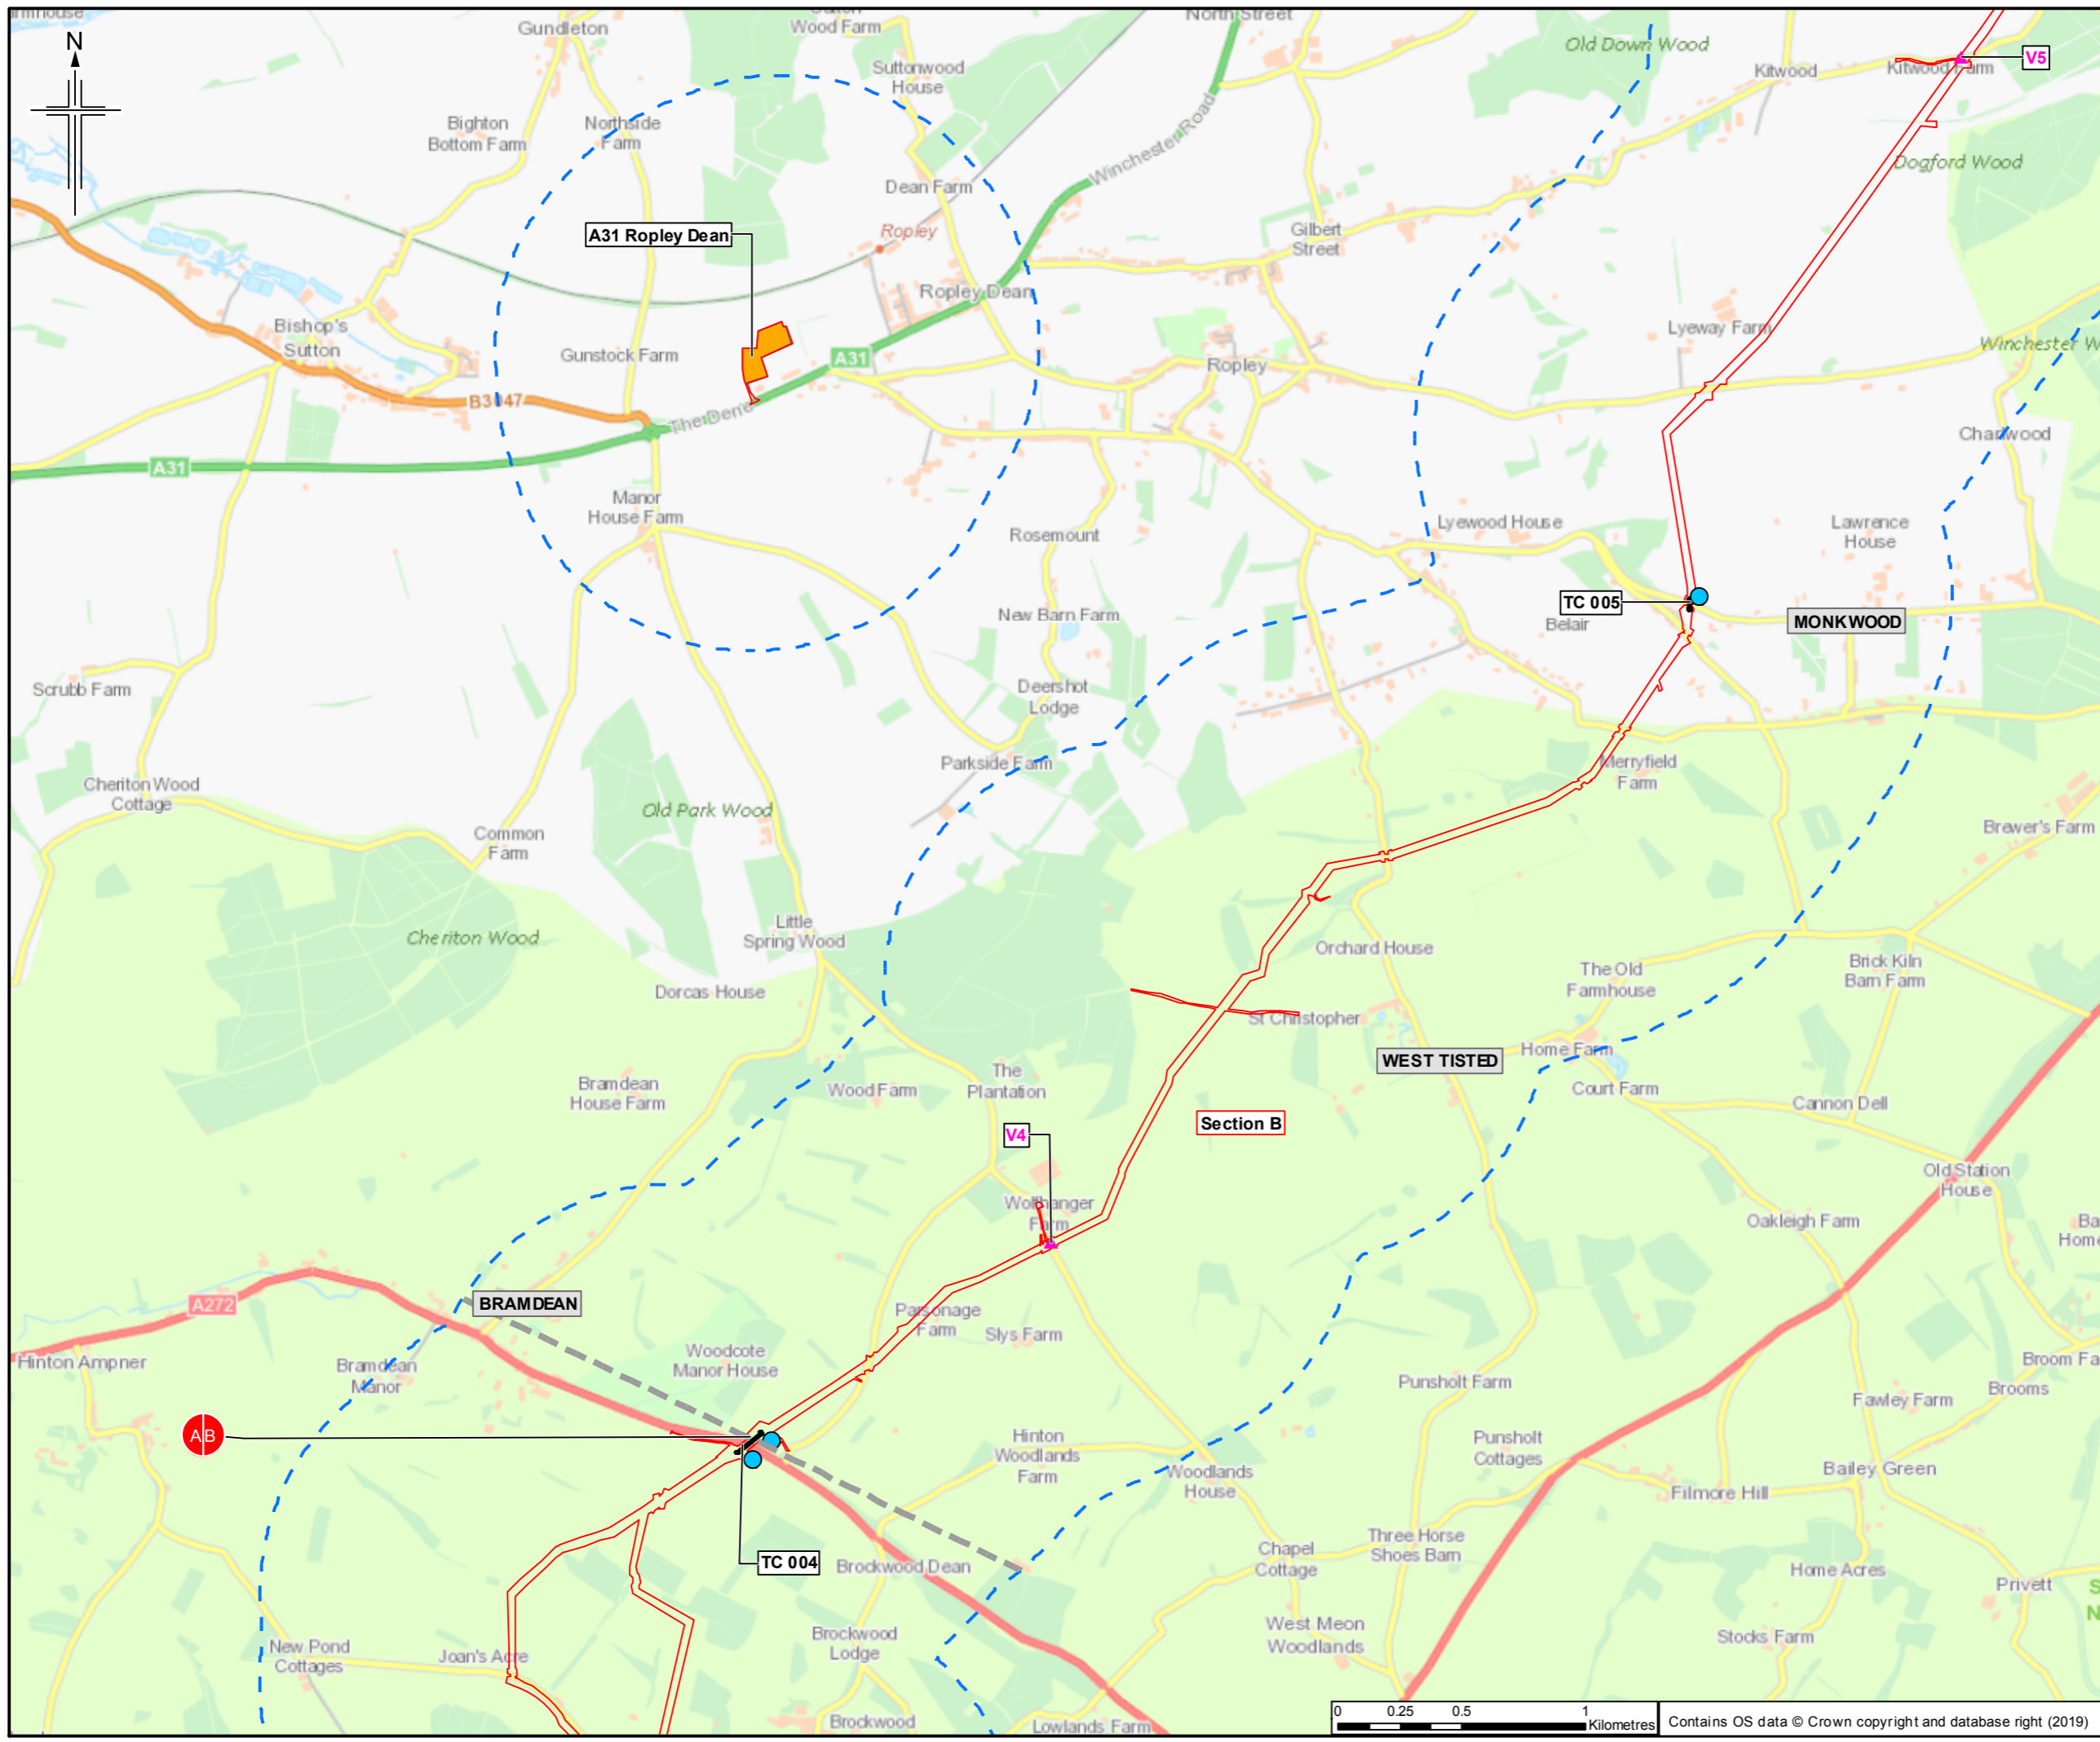 North Street
Gundleton
Wood Farm
N
Old Down Wood
Kitwood
Kitwood Farm
V5
Suttonwood
House
Bighton
Bottom Farm
Northside
Farm
Winchester Road
Dogford Wood
Dean Farm
A31 Ropley Dean
Ropley
Gilbert
Street
Ropley Dean
Bishop's
Sutton
Gunstock Farm
A31
Lyeway Farm
Ropley
B3047
The Dene
A31
Charlwood
Manor
House Farm
Rosemount
Lyewood House
Lawrence
House
New Barn Farm
TC 005
Belair
MONKWOOD
Scrubb Farm
Deershot
Lodge
Parkside Farm
Merryfield
Farm
Cheriton Wood
Cottage
Old Park Wood
Common
Farm
Brewer's Farm
Little
Spring Wood
Cheriton Wood
Orchard House
Dorcas House
The Old
Farmhouse
Brick Kiln
Barn Farm
St Christopher
WEST TISTED
Home Farm
Bramdean
House Farm
Wood Farm
The
Plantation
Court Farm
Cannon Dell
Section B
V4
Old Station
House
Wolfhanger
Farm
Oakleigh Farm
BRAMDEAN
A272
Parsonage
Farm
Slys Farm
Hinton Ampner
Bramdean
Manor
Woodcote
Manor House
Punsholt Farm
Fawley Farm
Brooms
A B
Hinton
Woodlands
Farm
Woodlands
House
Punsholt
Cottages
Bailey Green
Filmore Hill
TC 004
Brockwood Dean
Chapel
Cottage
Three Horse
Shoes Barn
Home Acres
Privett
New Pond
Cottages
Joan's Acre
Brockwood
Lodge
West Meon
Woodlands
Stocks Farm
Brockwood
Lowlands Farm
0 0.25 0.5 1
Kilometres
Contains OS data © Crown copyright and database right (2019)